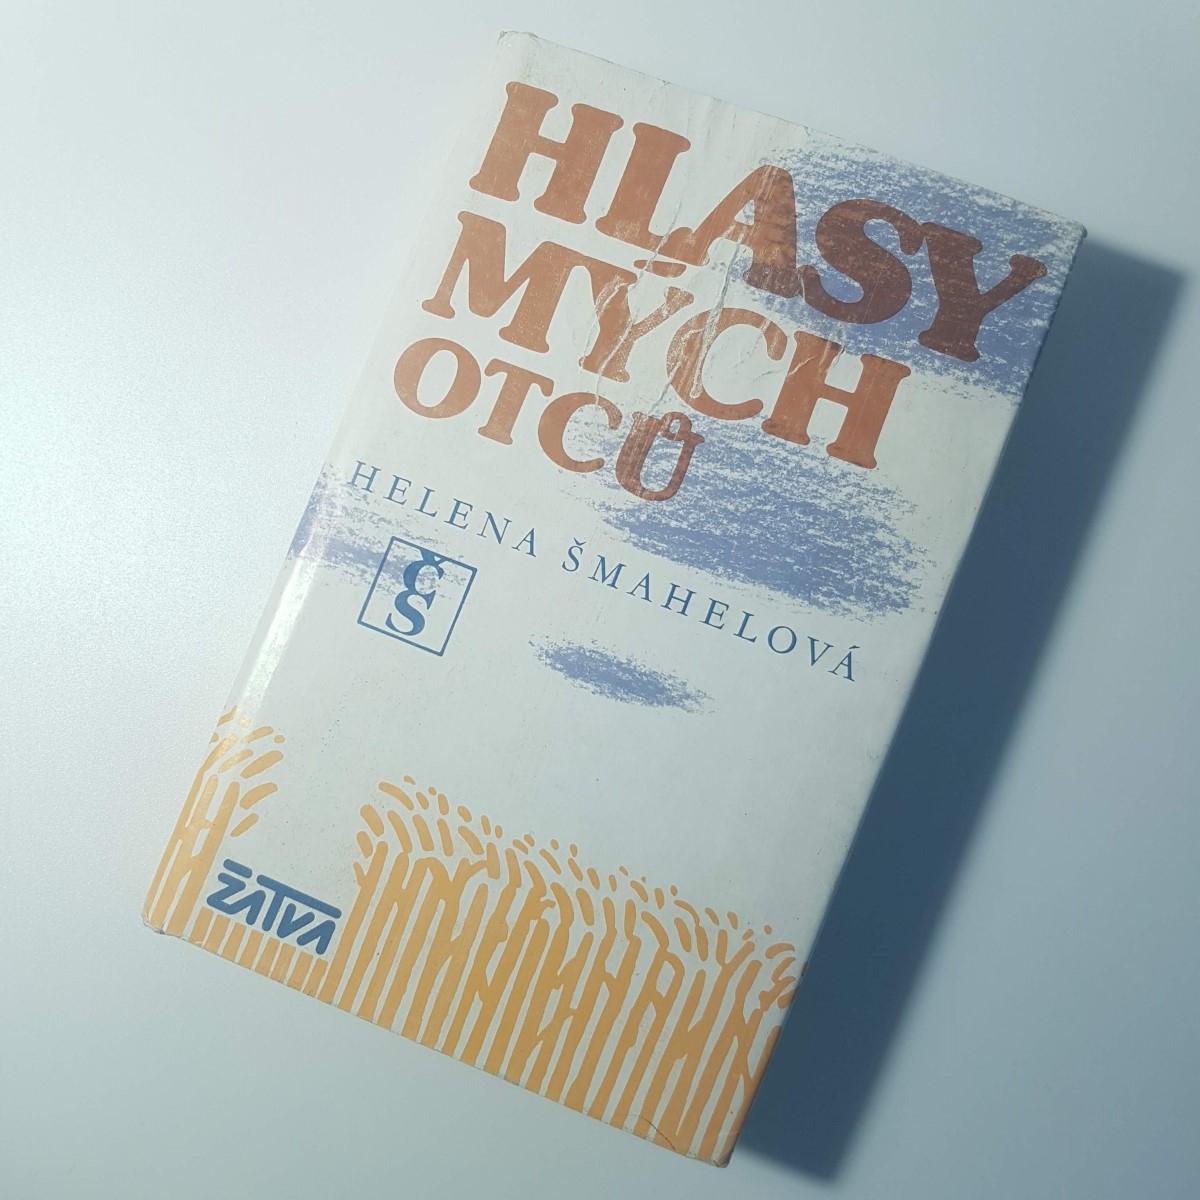 HLASY
MÝCH
OTCŮ
HELENA ŠMAHELOVÁ
ČS
ŽATVA